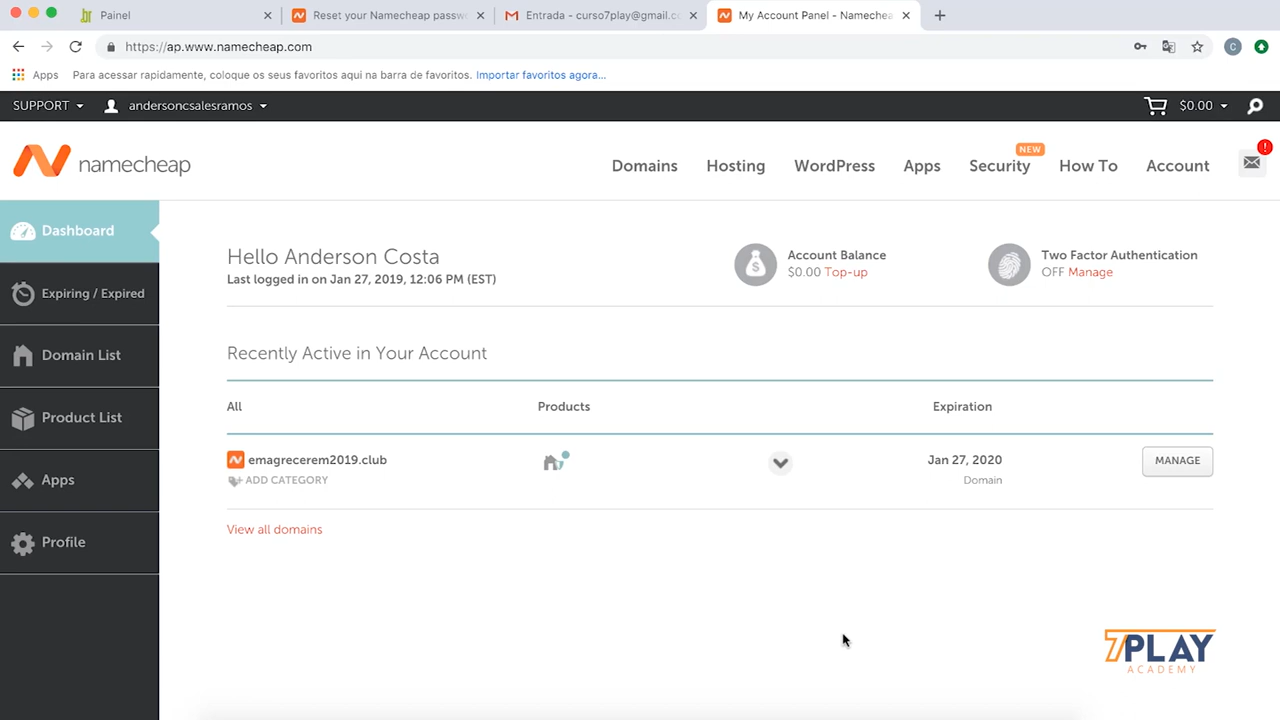 Painel
Reset your Namecheap passw
Entrada - curso7play@gmail.c
My Account Panel - Namechea
https://ap.www.namecheap.com
C
Apps Para acessar rapidamente, coloque os seus favoritos aqui na barra de favoritos. Importar favoritos agora...
SUPPORT andersoncsalesramos $0.00
namecheap
NEW
Domains Hosting WordPress Apps Security How To Account
Dashboard
Expiring / Expired
Domain List
Product List
Apps
Profile
Hello Anderson Costa
Last logged in on Jan 27, 2019, 12:06 PM (EST)
Account Balance
$0.00 Top-up
Two Factor Authentication
OFF Manage
Recently Active in Your Account
All Products Expiration
emagrecerem2019.club Jan 27, 2020 MANAGE
ADD CATEGORY Domain
View all domains
7PLAY
ACADEMY